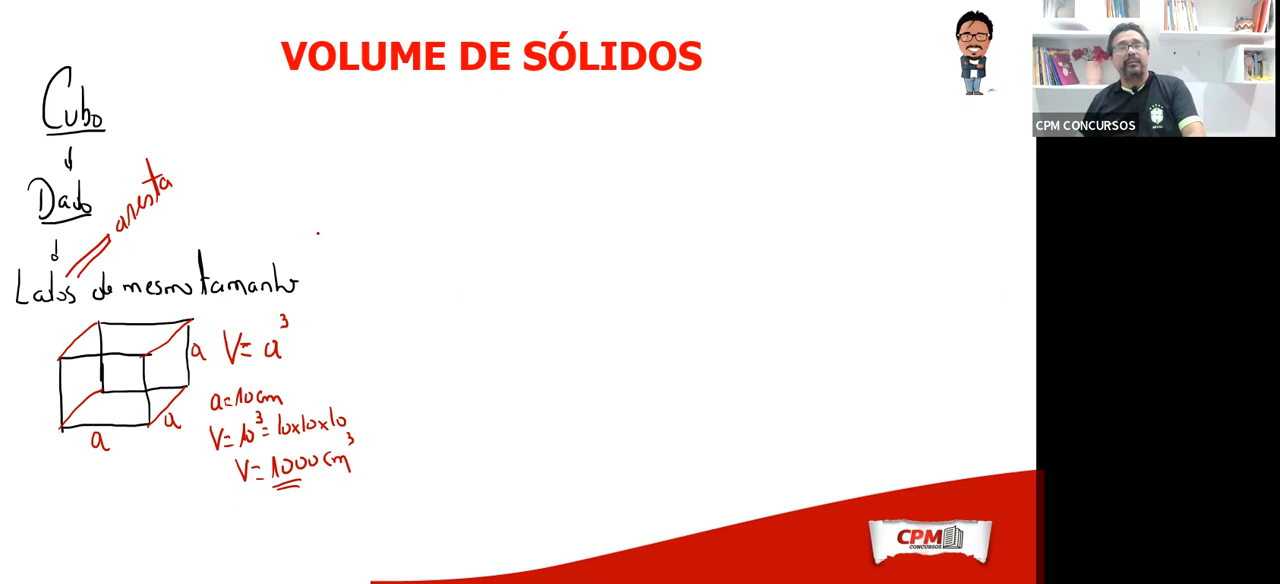 VOLUME DE SÓLIDOS
CPM CONCURSOS
Cubo
↓
Dado
↓
aresta
Lados de mesmo tamanho
a
V = a³
a
a
a = 10 cm
V = 10³ = 10x10x10
V = 1000 cm³
CPM
CONCURSOS